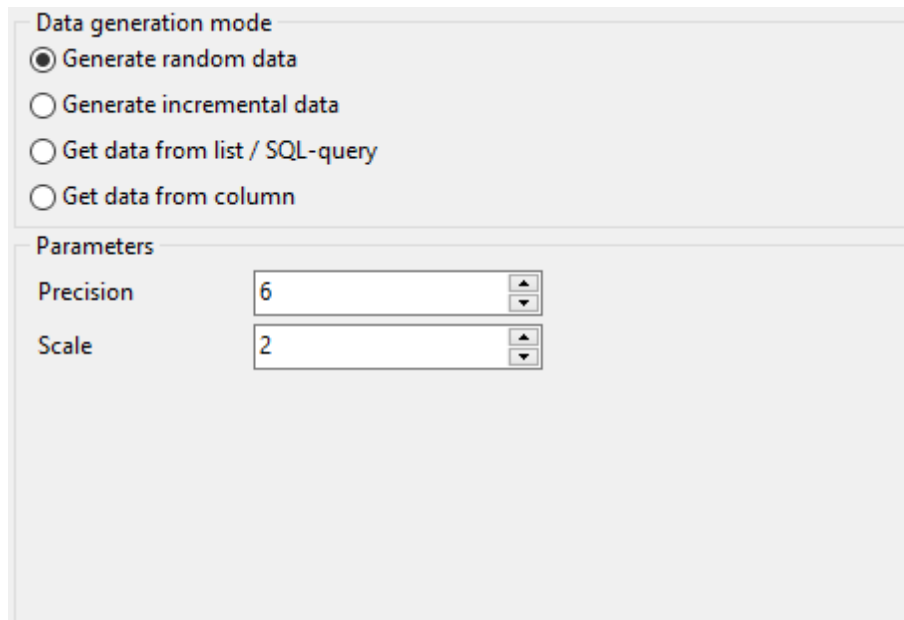 Data generation mode
Generate random data
Generate incremental data
Get data from list / SQL-query
Get data from column
Parameters
Precision 6
Scale 2